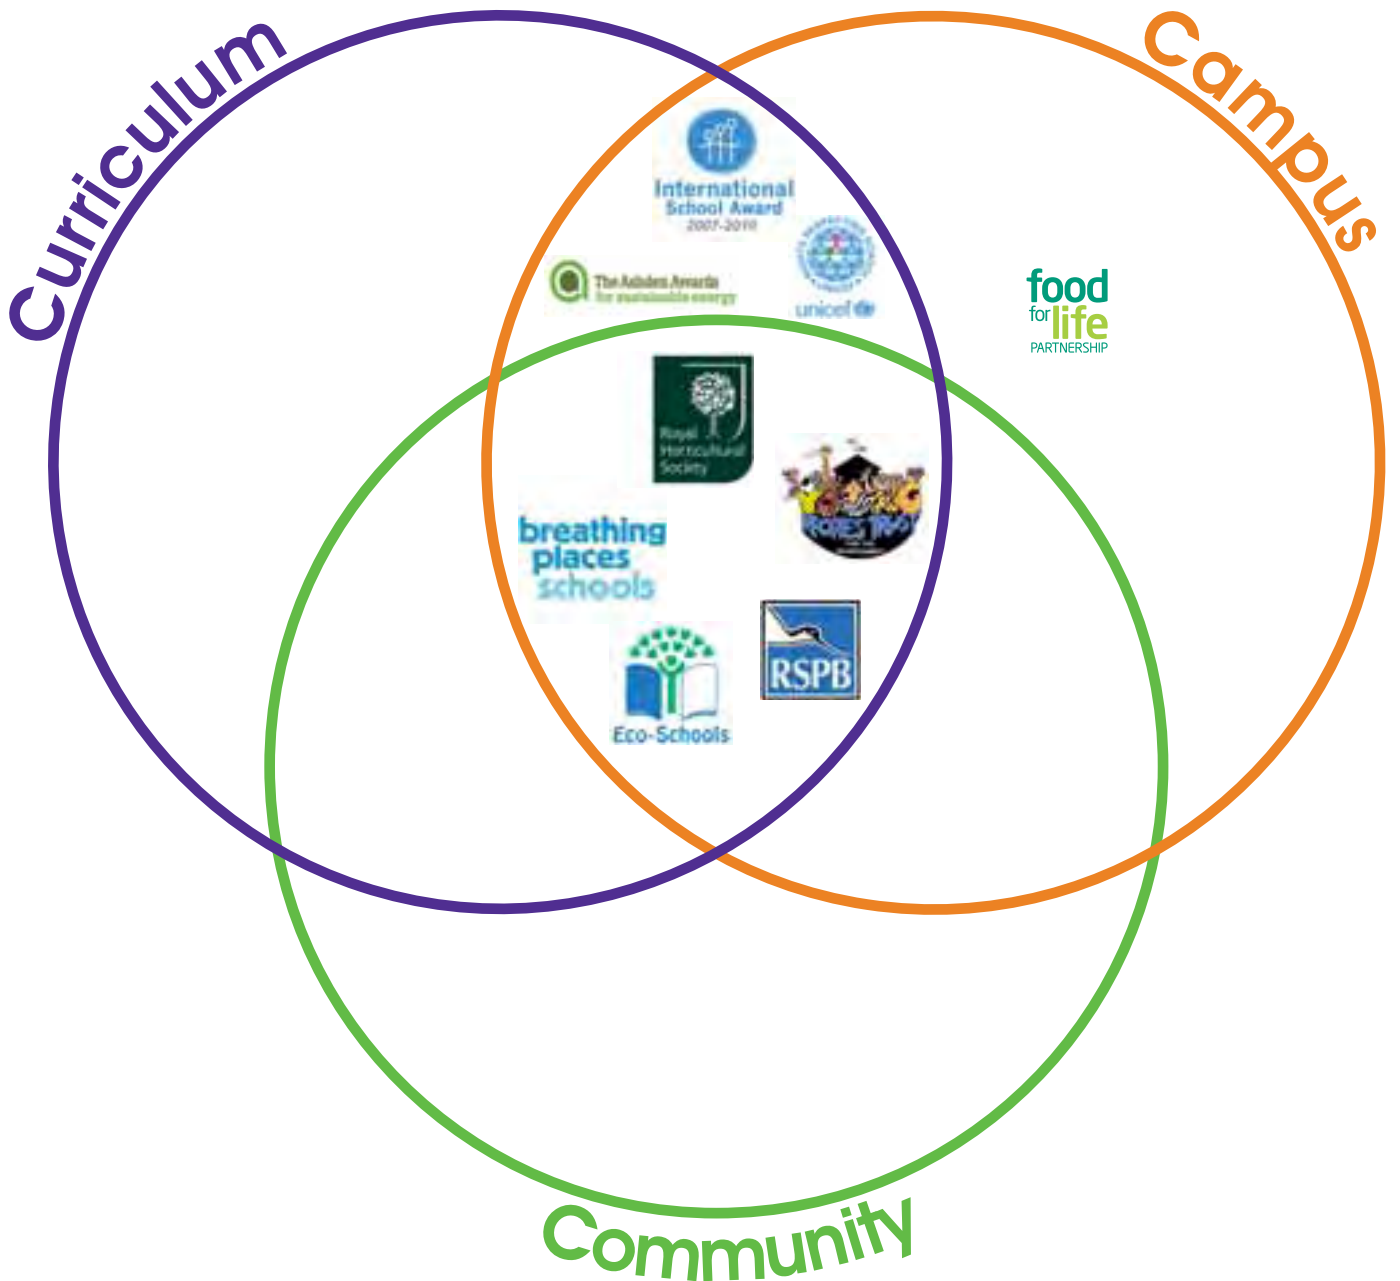 Curriculum
Campus
International
School Award
2007-2010
The Ashden Awards
for sustainable energy
unicef
food
for life
PARTNERSHIP
Royal
Horticultural
Society
breathing
places
schools
RSPB
Eco-Schools
Community